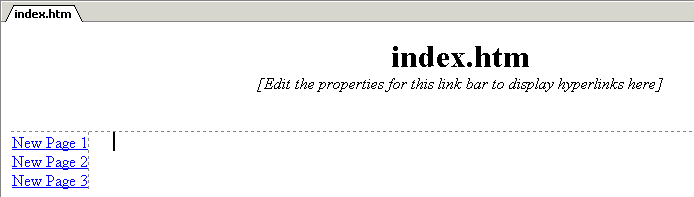 index.htm
index.htm
[Edit the properties for this link bar to display hyperlinks here]
New Page 1
New Page 2
New Page 3